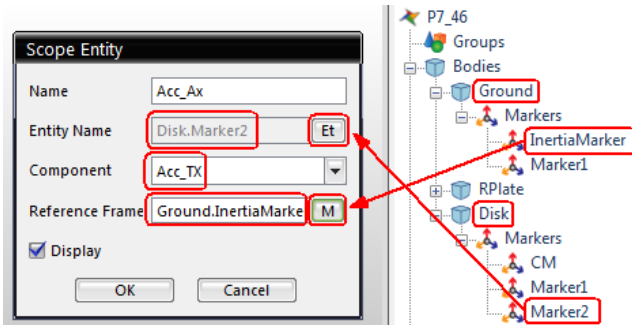 Scope Entity
Name Acc_Ax
Entity Name Disk.Marker2 Et
Component Acc_TX
Reference Frame Ground.InertiaMarke M
Display
OK Cancel
P7_46
Groups
Bodies
Ground
Markers
InertiaMarker
Marker1
RPlate
Disk
Markers
CM
Marker1
Marker2